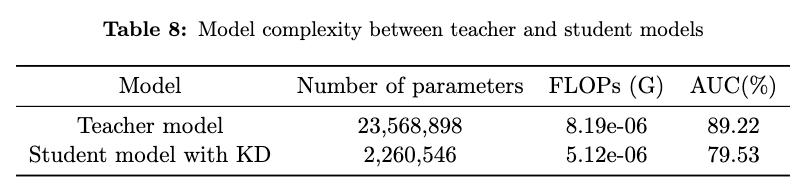 Table 8: Model complexity between teacher and student models
Model Number of parameters FLOPs (G) AUC(%)
Teacher model 23,568,898 8.19e-06 89.22
Student model with KD 2,260,546 5.12e-06 79.53